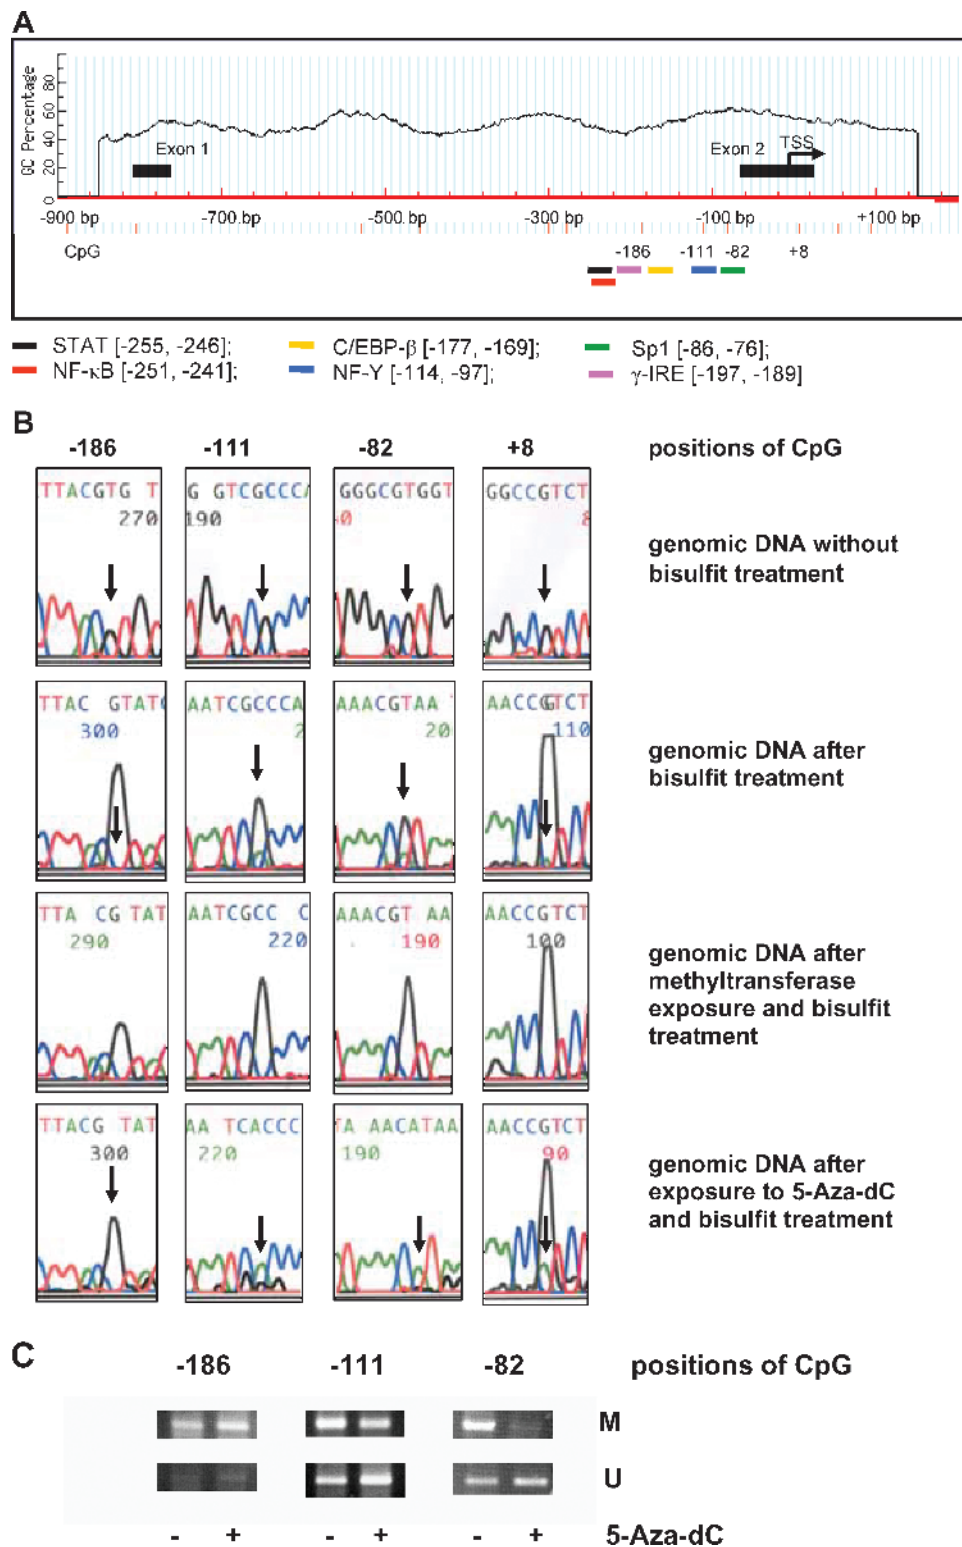 A
GC Percentage
0 20 40 60 80
Exon 1
Exon 2
TSS
-900 bp -700.bp -500.bp -300 bp -100 bp +100 bp
CpG -186 -111 -82 +8
STAT [-255, -246]; C/EBP-β [-177, -169]; Sp1 [-86, -76];
NF-κB [-251, -241]; NF-Y [-114, -97]; γ-IRE [-197, -189]
B
-186 -111 -82 +8 positions of CpG
TTACGTG T G GTCGCCCA GGGCGTGGT GGCCGTCT
270 190 8
genomic DNA without
bisulfit treatment
TTAC GTATC AATCGCCCA AAACGTAA AACCGTCT
300 2 20 110
genomic DNA after
bisulfit treatment
TTA CG TAT AATCGCC C AAACGT AA AACCGTCT
290 220 190 100
genomic DNA after
methyltransferase
exposure and bisulfit
treatment
TTACG TAT AA TCACCC TA AACATAA AACCGTCT
300 220 190 90
genomic DNA after
exposure to 5-Aza-dC
and bisulfit treatment
C
-186 -111 -82 positions of CpG
M
U
- + - + - + 5-Aza-dC